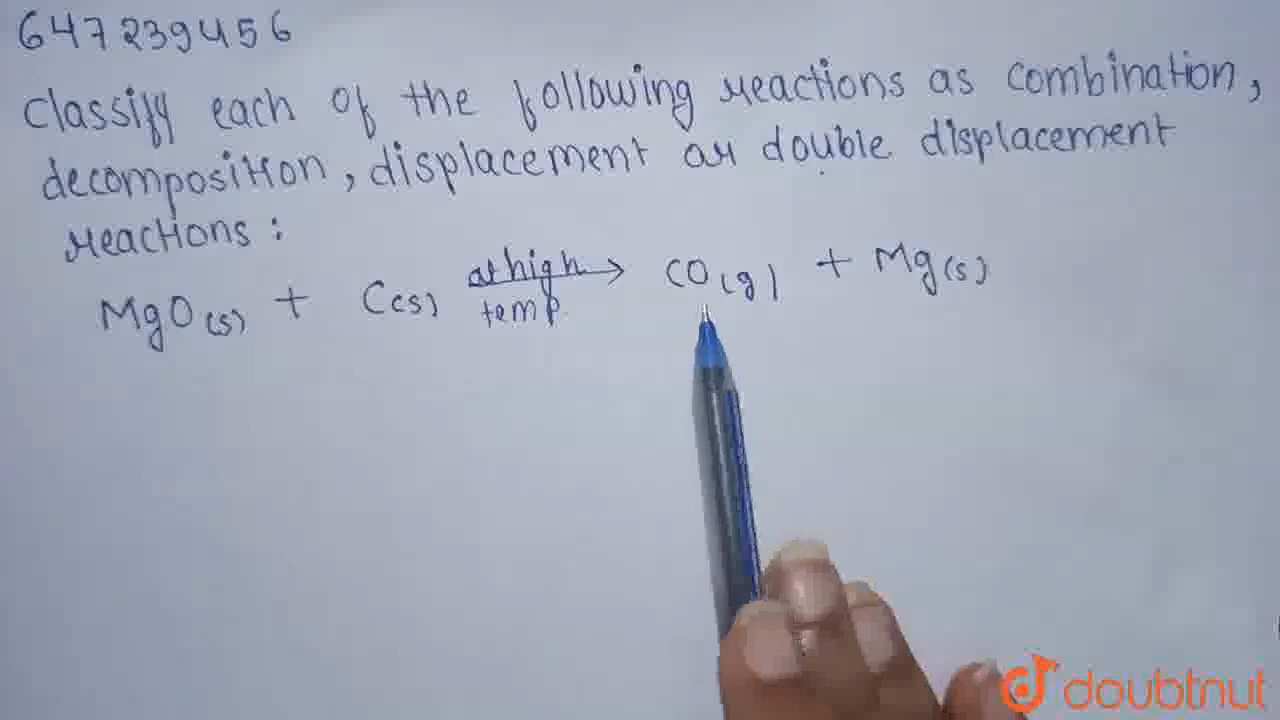 647239456
Classify each of the following reactions as combination,
decomposition, displacement or double displacement
reactions :
MgO(s) + C(s) at high temp. → CO(g) + Mg(s)
doubtnut